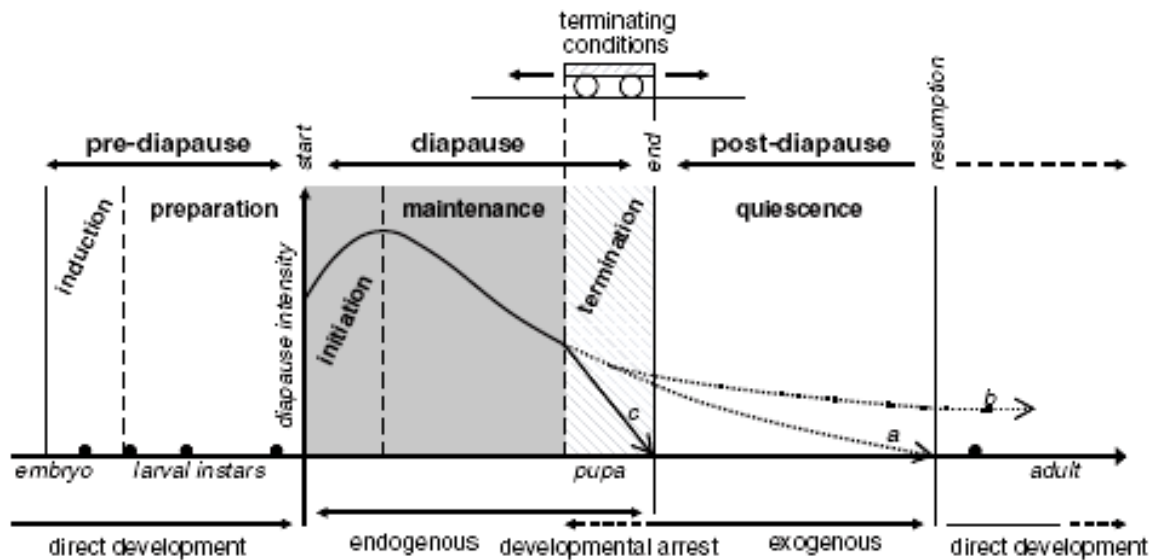 terminating
conditions
pre-diapause
start
diapause
end
post-diapause
resumption
induction
preparation
diapause intensity
initiation
maintenance
termination
quiescence
c
a
b
embryo
larval instars
pupa
adult
direct development
endogenous
developmental arrest
exogenous
direct development